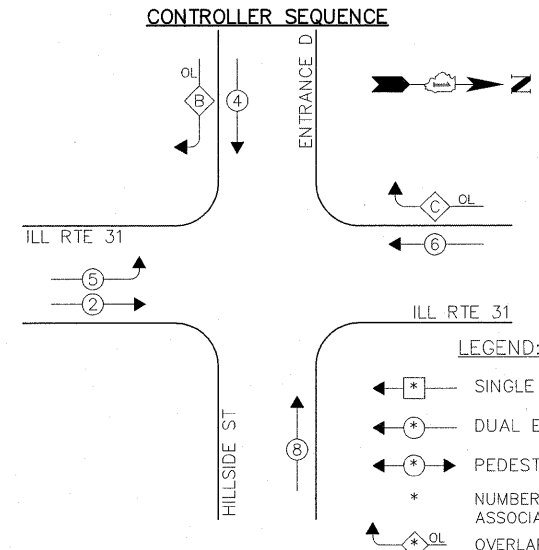 CONTROLLER SEQUENCE
OL
B
4
ENTRANCE D
N
C
OL
6
ILL RTE 31
5
2
ILL RTE 31
HILLSIDE ST
8
LEGEND:
* SINGLE
* DUAL E
* PEDEST
* NUMBER
ASSOCIA
* OL OVERLAP